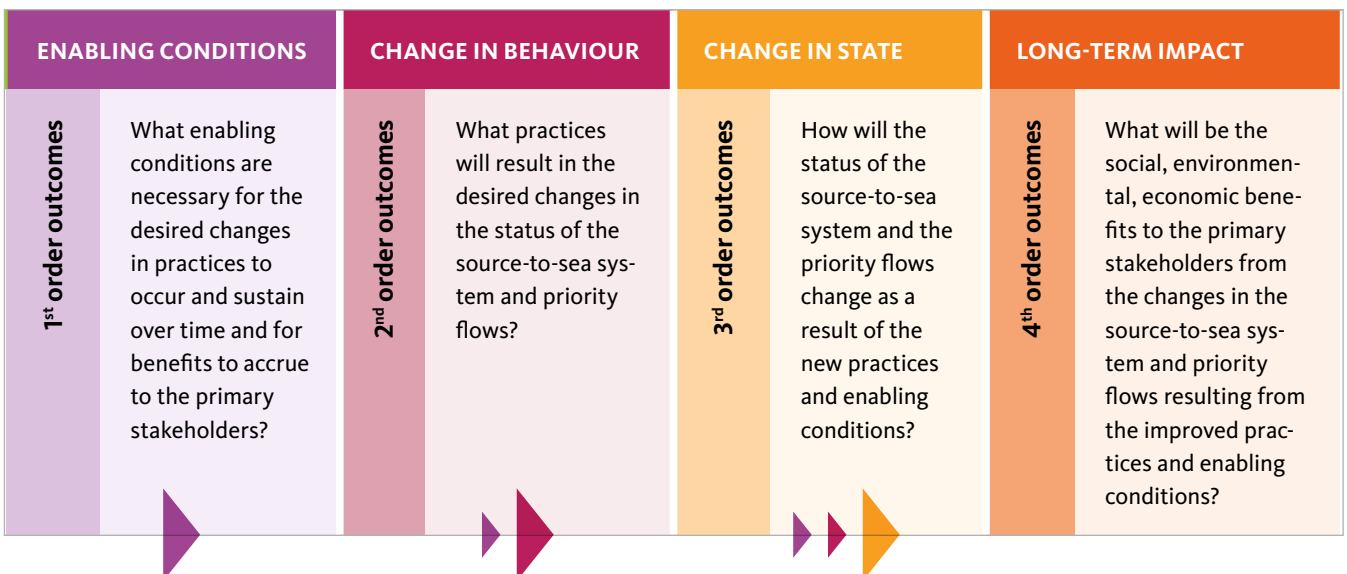 ENABLING CONDITIONS
1st order outcomes
What enabling
conditions are
necessary for the
desired changes
in practices to
occur and sustain
over time and for
benefits to accrue
to the primary
stakeholders?
CHANGE IN BEHAVIOUR
2nd order outcomes
What practices
will result in the
desired changes in
the status of the
source-to-sea sys-
tem and priority
flows?
CHANGE IN STATE
3rd order outcomes
How will the
status of the
source-to-sea
system and the
priority flows
change as a
result of the
new practices
and enabling
conditions?
LONG-TERM IMPACT
4th order outcomes
What will be the
social, environmen-
tal, economic bene-
fits to the primary
stakeholders from
the changes in the
source-to-sea sys-
tem and priority
flows resulting from
the improved prac-
tices and enabling
conditions?